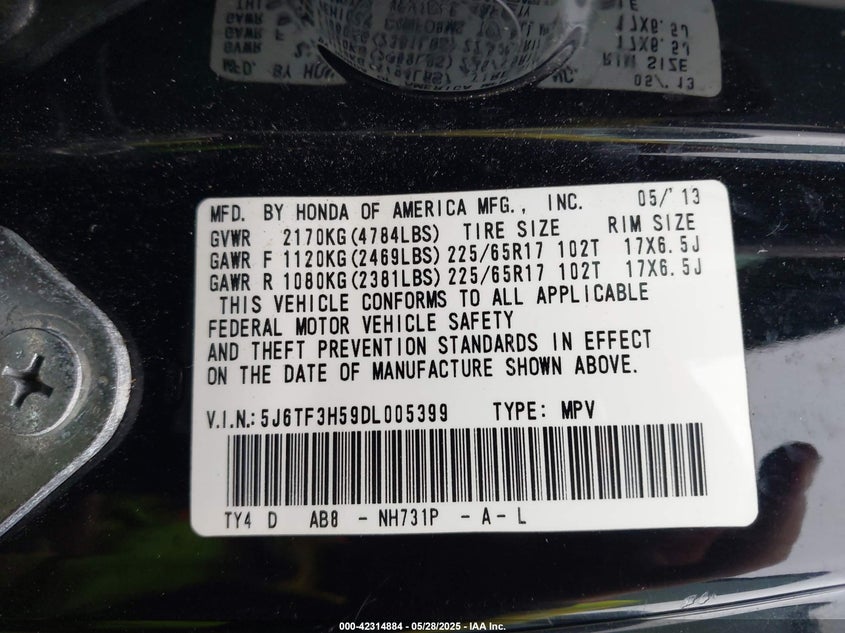 MFD. BY HONDA OF AMERICA MFG., INC. 05/'13
GVWR 2170KG(4784LBS) TIRE SIZE RIM SIZE
GAWR F 1120KG(2469LBS) 225/65R17 102T 17X6.5J
GAWR R 1080KG(2381LBS) 225/65R17 102T 17X6.5J
THIS VEHICLE CONFORMS TO ALL APPLICABLE
FEDERAL MOTOR VEHICLE SAFETY
AND THEFT PREVENTION STANDARDS IN EFFECT
ON THE DATE OF MANUFACTURE SHOWN ABOVE.
V.I.N.:5J6TF3H59DL005399 TYPE: MPV
TY4 D AB8 - NH731P - A - L
000-42314884 - 05/28/2025 - IAA Inc.